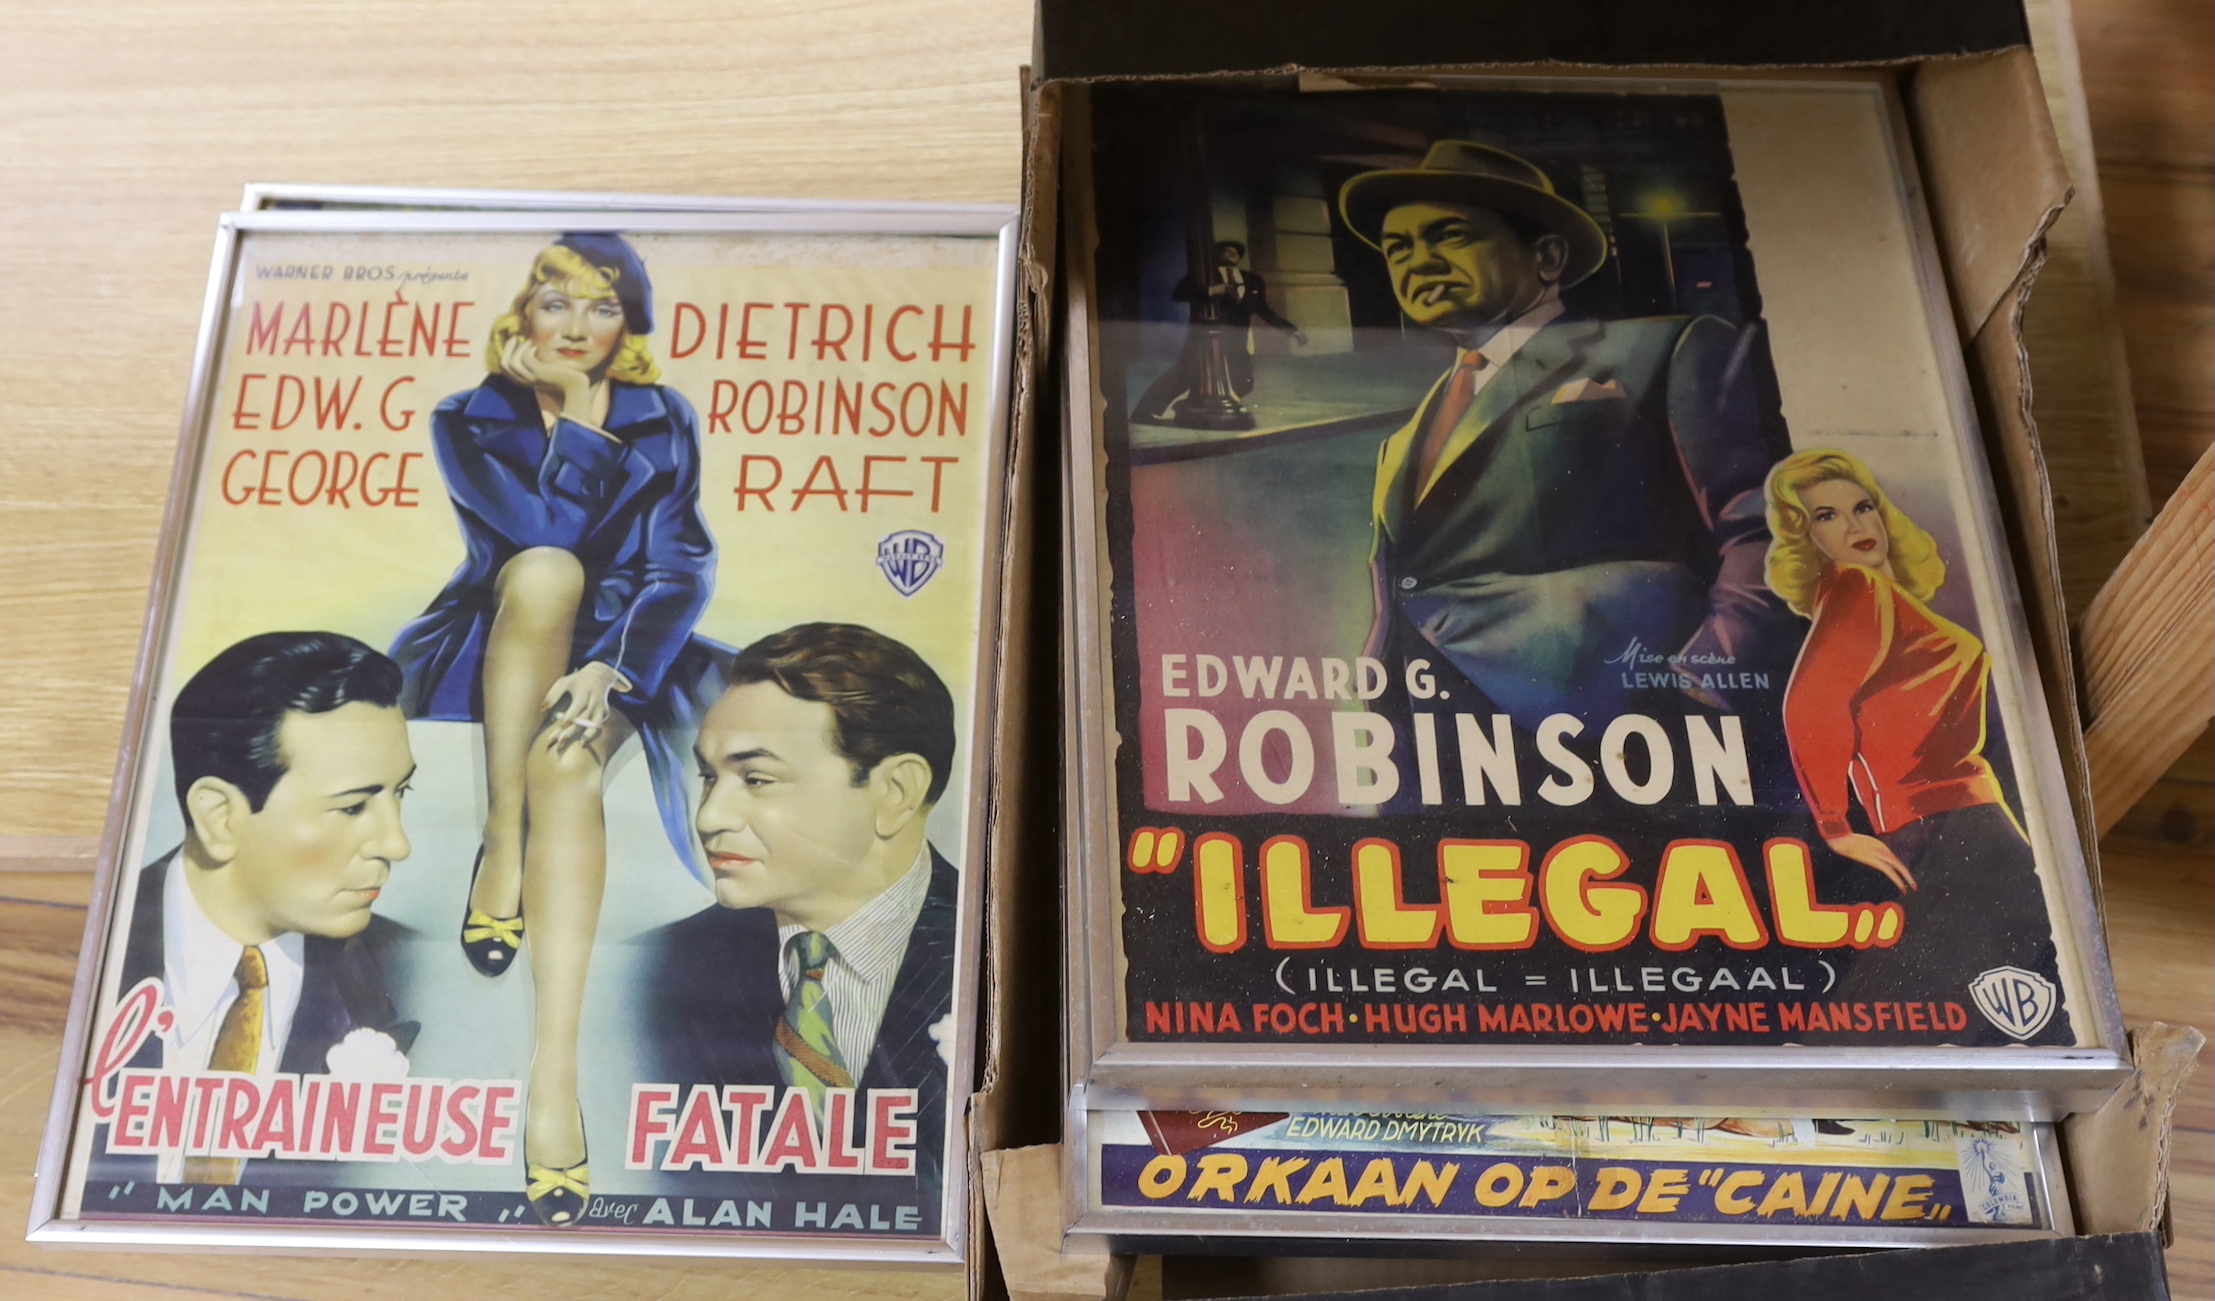 WARNER BROS présente
MARLÈNE DIETRICH
EDW. G ROBINSON
GEORGE RAFT
WB
l'ENTRAINEUSE FATALE
"MAN POWER" avec ALAN HALE
Mise en scène
LEWIS ALLEN
EDWARD G.
ROBINSON
"ILLEGAL"
(ILLEGAL = ILLEGAAL)
NINA FOCH•HUGH MARLOWE•JAYNE MANSFIELD
WB
EDWARD DMYTRYK
ORKAAN OP DE "CAINE"
COLUMBIA